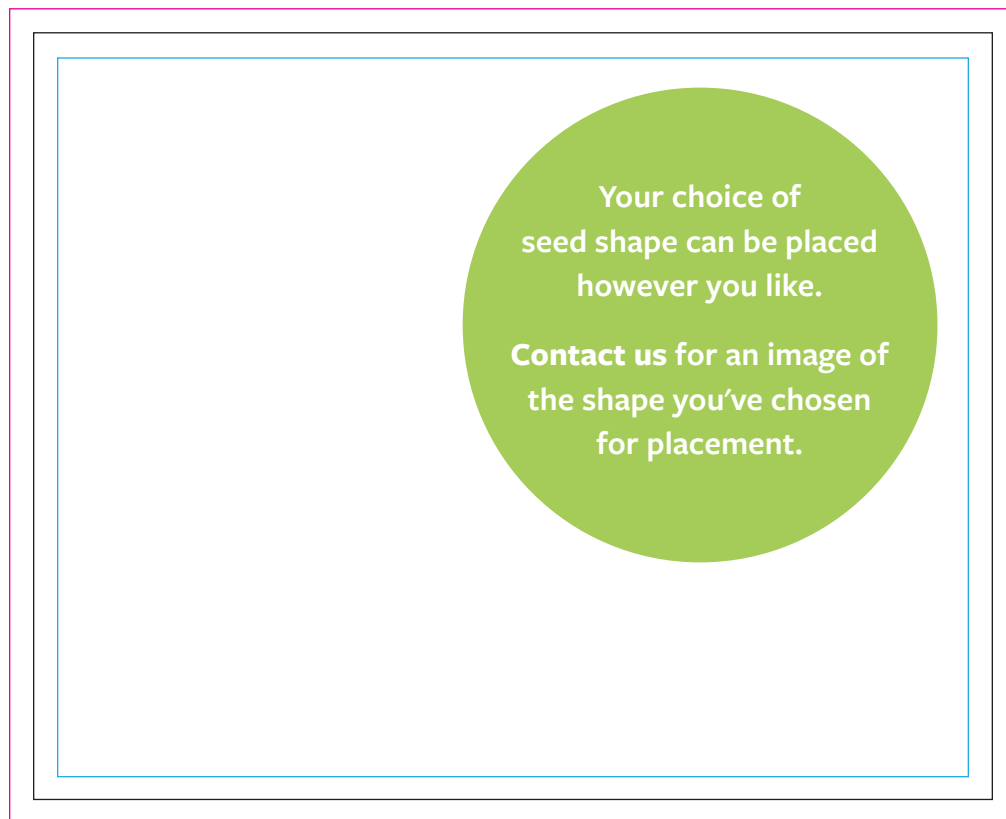 Your choice of
seed shape can be placed
however you like.
Contact us for an image of
the shape you've chosen
for placement.